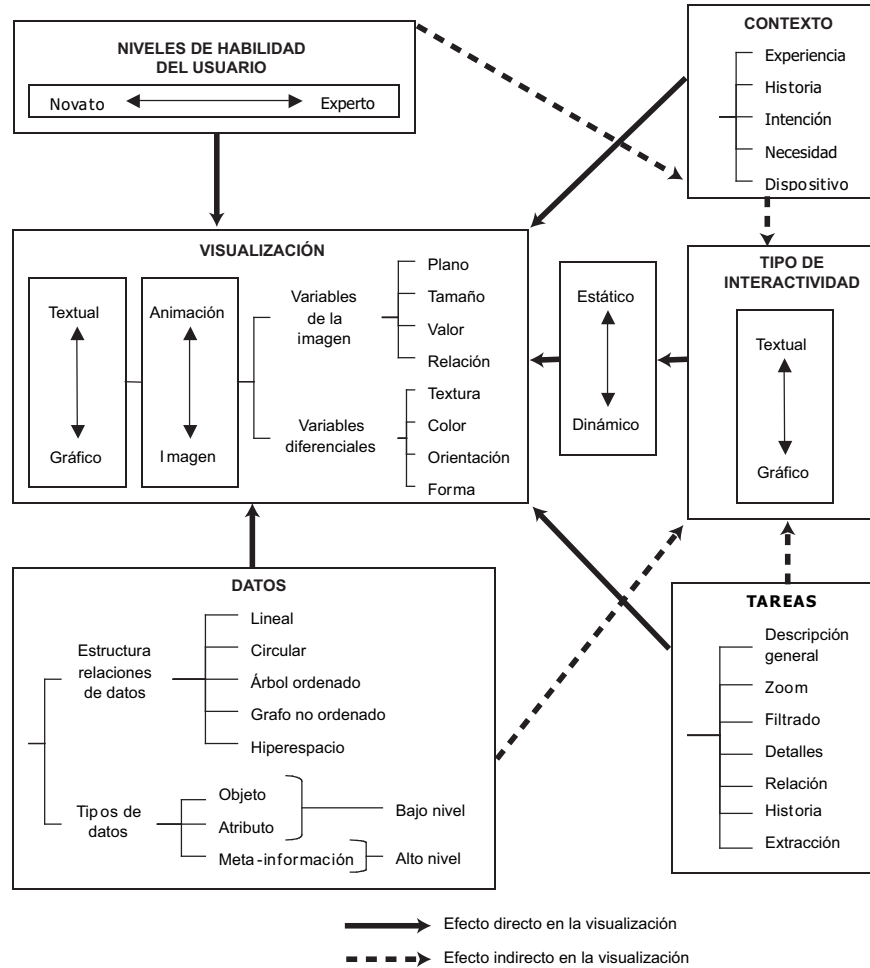 NIVELES DE HABILIDAD
DEL USUARIO
Novato
Experto
CONTEXTO
Experiencia
Historia
Intención
Necesidad
Dispositivo
VISUALIZACIÓN
Textual
Gráfico
Animación
Imagen
Variables
de la
imagen
Plano
Tamaño
Valor
Relación
Variables
diferenciales
Textura
Color
Orientación
Forma
Estático
Dinámico
TIPO DE
INTERACTIVIDAD
Textual
Gráfico
DATOS
Estructura
relaciones
de datos
Lineal
Circular
Árbol ordenado
Grafo no ordenado
Hiperespacio
Tipos de
datos
Objeto
Atributo
Meta-información
Bajo nivel
Alto nivel
TAREAS
Descripción
general
Zoom
Filtrado
Detalles
Relación
Historia
Extracción
Efecto directo en la visualización
Efecto indirecto en la visualización